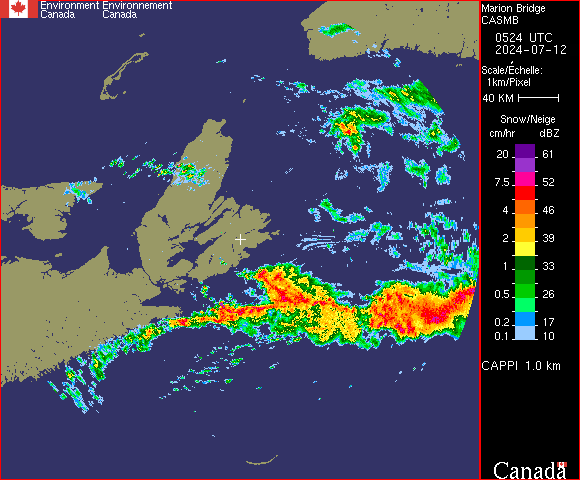 Environment Environnement
Canada Canada
Marion Bridge
CASMB
0524 UTC
2024-07-12
Scale/Echelle:
1km/Pixel
40 KM
Snow/Neige
cm/hr dBZ
20 61
7.5 52
4 46
2 39
1 33
0.5 26
0.2 17
0.1 10
CAPPI 1.0 km
Canada